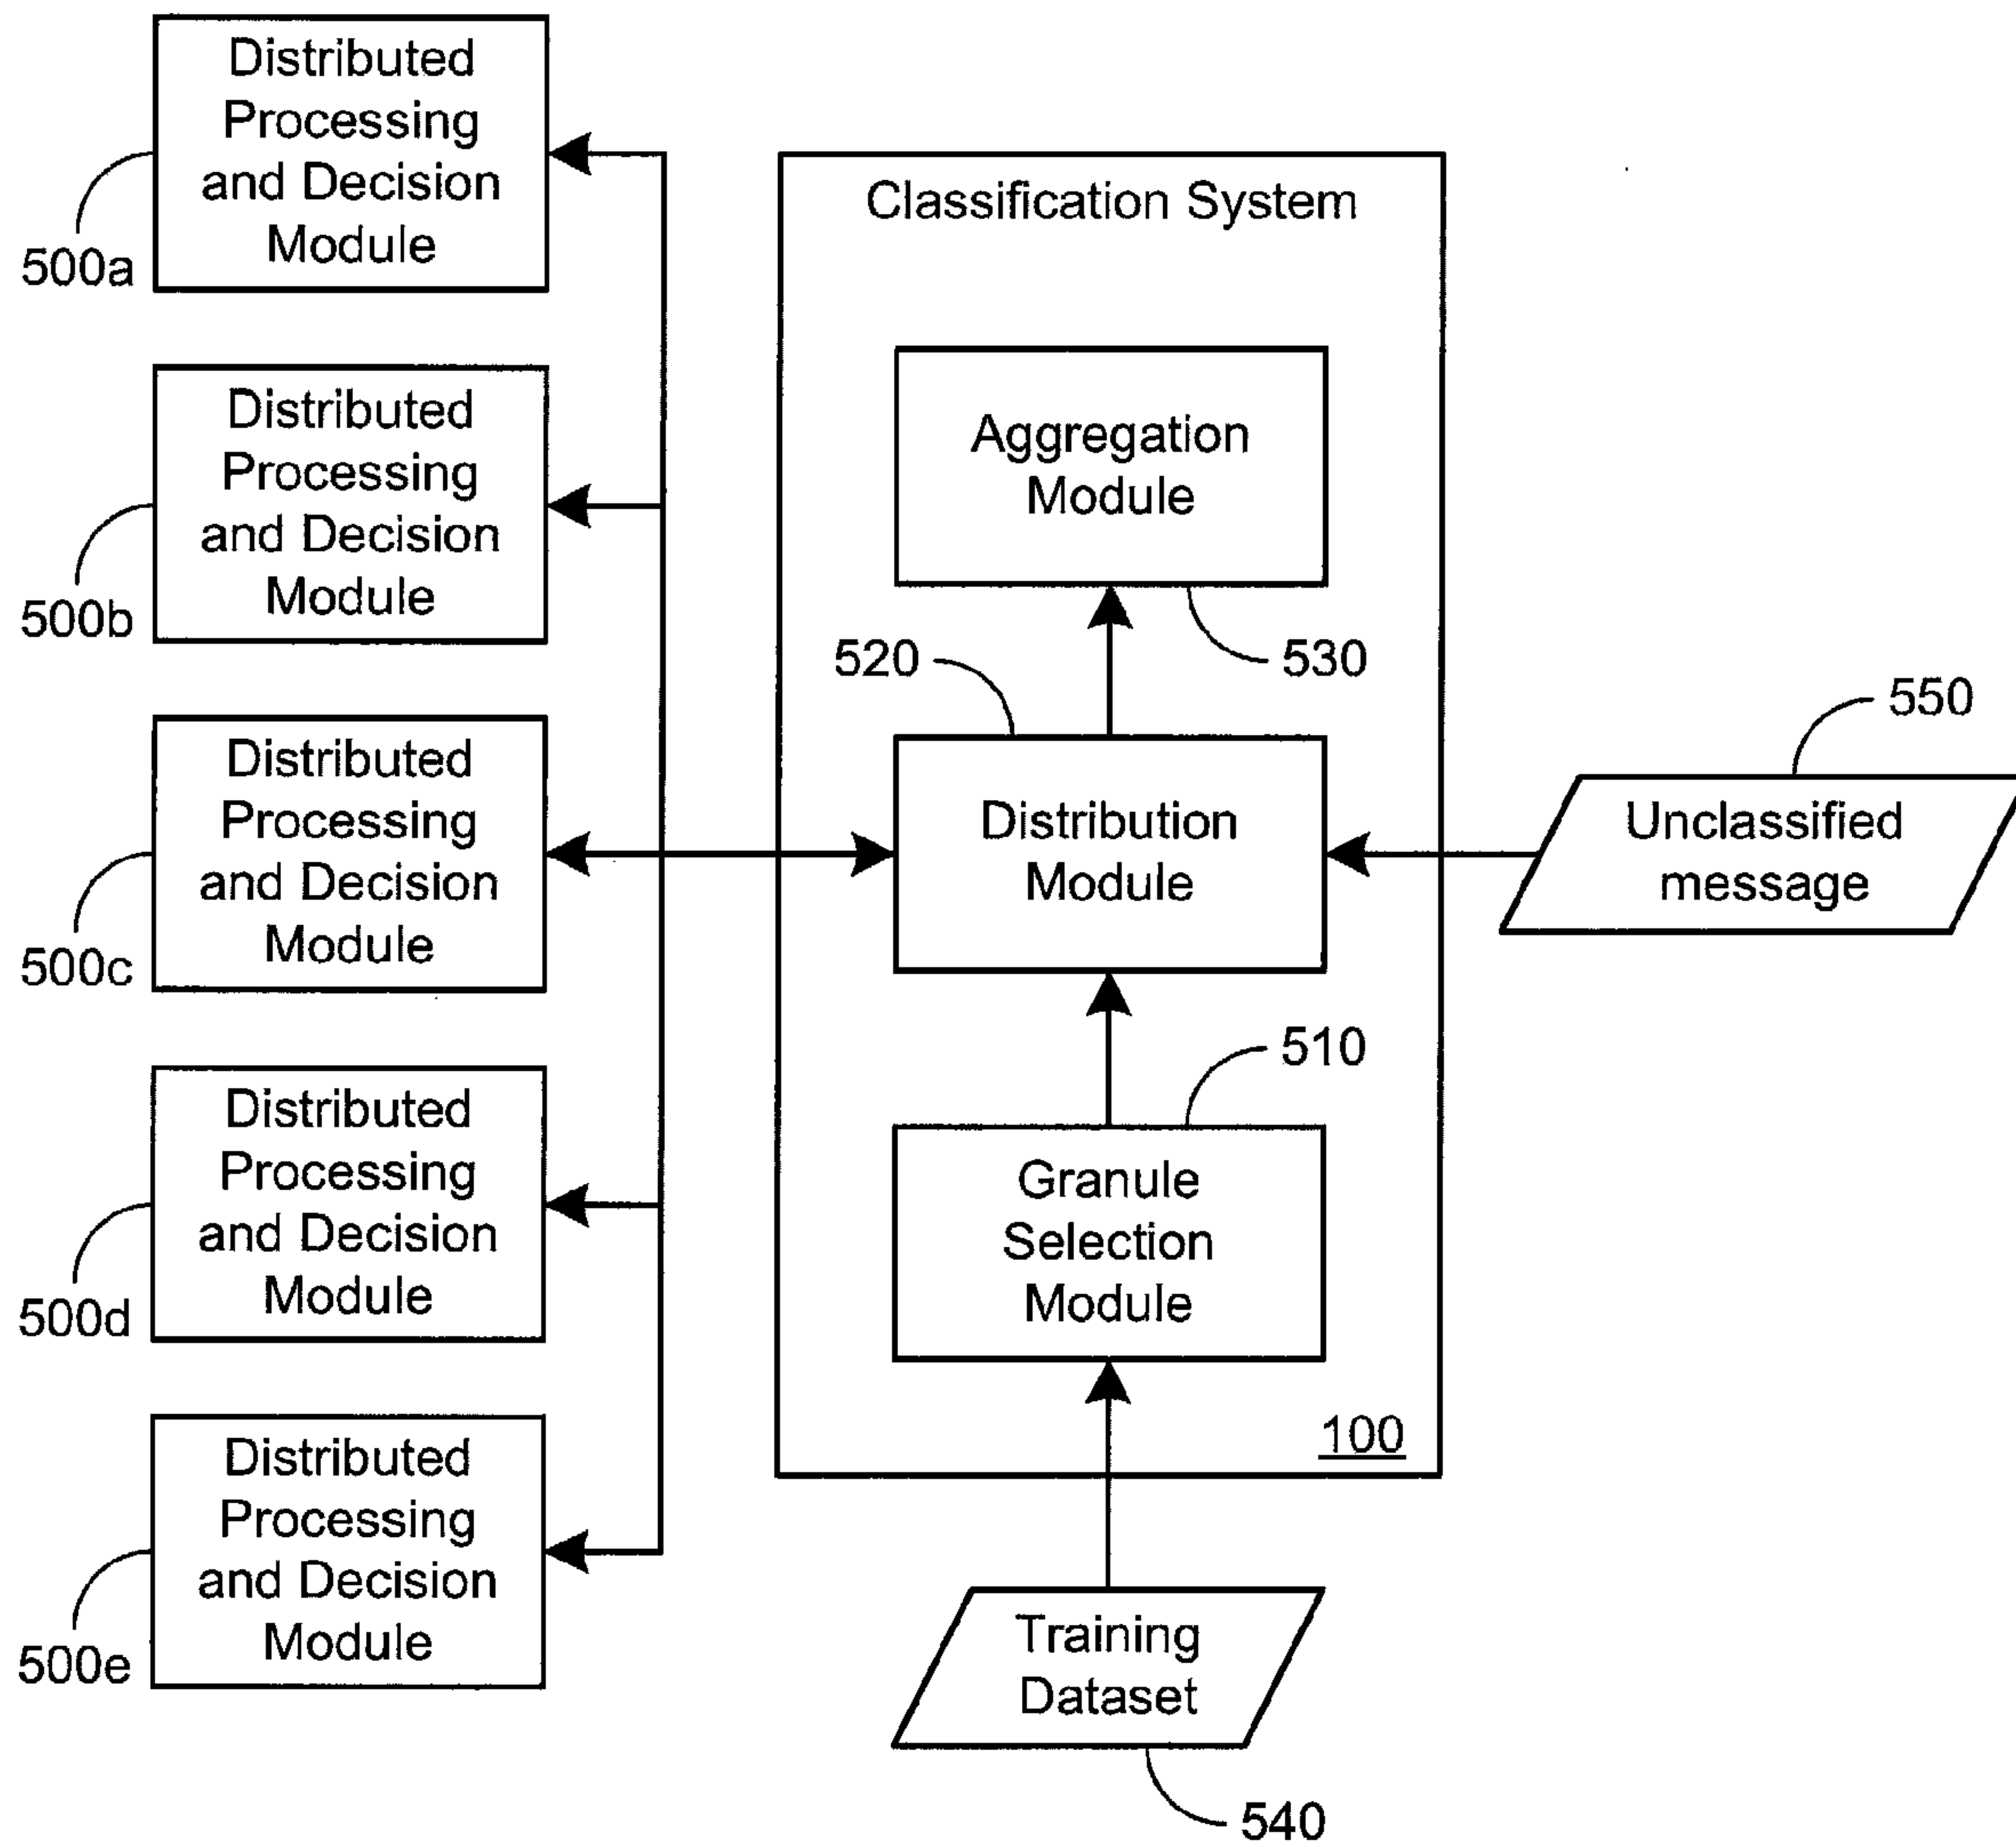 Distributed
Processing
and Decision
Module
500a
Distributed
Processing
and Decision
Module
500b
Distributed
Processing
and Decision
Module
500c
Distributed
Processing
and Decision
Module
500d
Distributed
Processing
and Decision
Module
500e
Classification System
Aggregation
Module
530
520
Distribution
Module
510
Granule
Selection
Module
100
Training
Dataset
540
550
Unclassified
message